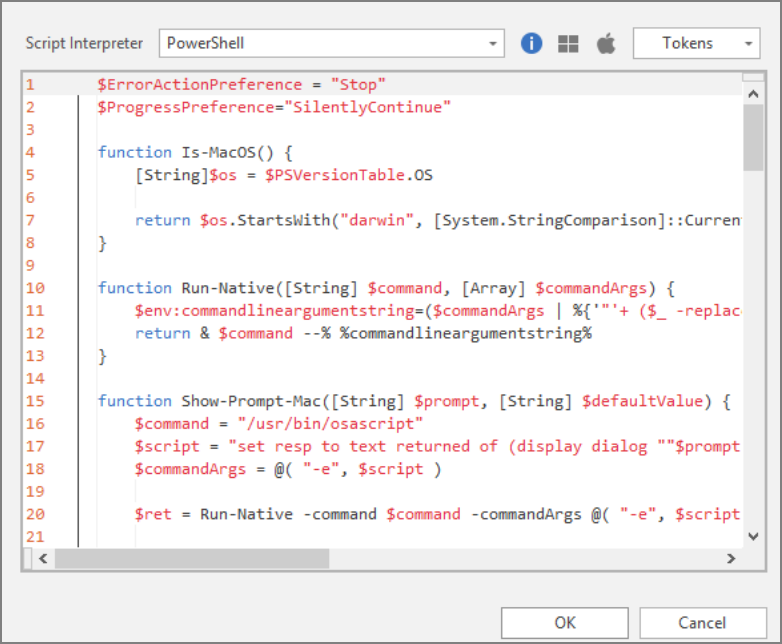 Script Interpreter PowerShell Tokens
1 $ErrorActionPreference = "Stop"
2 $ProgressPreference="SilentlyContinue"
3
4 function Is-MacOS() {
5 [String]$os = $PSVersionTable.OS
6
7 return $os.StartsWith("darwin", [System.StringComparison]::Curren
8 }
9
10 function Run-Native([String] $command, [Array] $commandArgs) {
11 $env:commandlineargumentstring=($commandArgs | %{'"'+ ($_ -replac
12 return & $command --% %commandlineargumentstring%
13 }
14
15 function Show-Prompt-Mac([String] $prompt, [String] $defaultValue) {
16 $command = "/usr/bin/osascript"
17 $script = "set resp to text returned of (display dialog ""$prompt
18 $commandArgs = @( "-e", $script )
19
20 $ret = Run-Native -command $command -commandArgs @( "-e", $script
21
OK Cancel